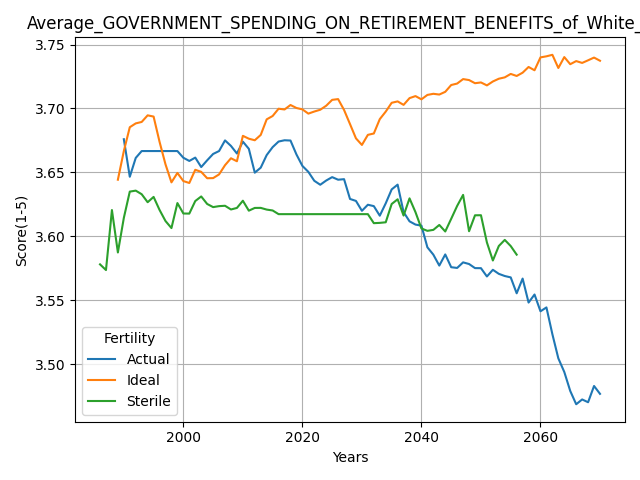 Average_GOVERNMENT_SPENDING_ON_RETIREMENT_BENEFITS_of_White_
3.75
3.70
3.65
3.60
3.55
3.50
Score(1-5)
Fertility
Actual
Ideal
Sterile
2000 2020 2040 2060
Years